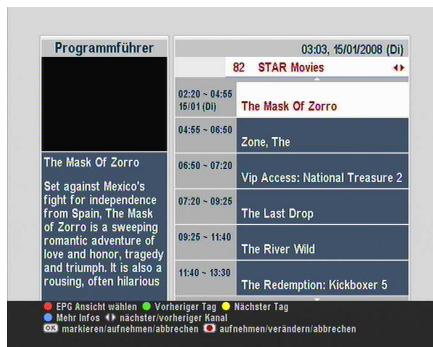 Programmführer
03:03, 15/01/2008 (Di)
82 STAR Movies
02:20 ~ 04:55
15/01 (Di)
The Mask Of Zorro
04:55 ~ 06:50
Zone, The
06:50 ~ 07:20
Vip Access: National Treasure 2
07:20 ~ 09:25
The Last Drop
09:25 ~ 11:40
The River Wild
11:40 ~ 13:30
The Redemption: Kickboxer 5
The Mask Of Zorro
Set against Mexico's
fight for independence
from Spain, The Mask
of Zorro is a sweeping
romantic adventure of
love and honor, tragedy
and triumph. It is also a
rousing, often hilarious
EPG Ansicht wählen Vorheriger Tag Nächster Tag
Mehr Infos nächster/vorheriger Kanal
OK markieren/aufnehmen/abbrechen aufnehmen/verändern/abbrechen